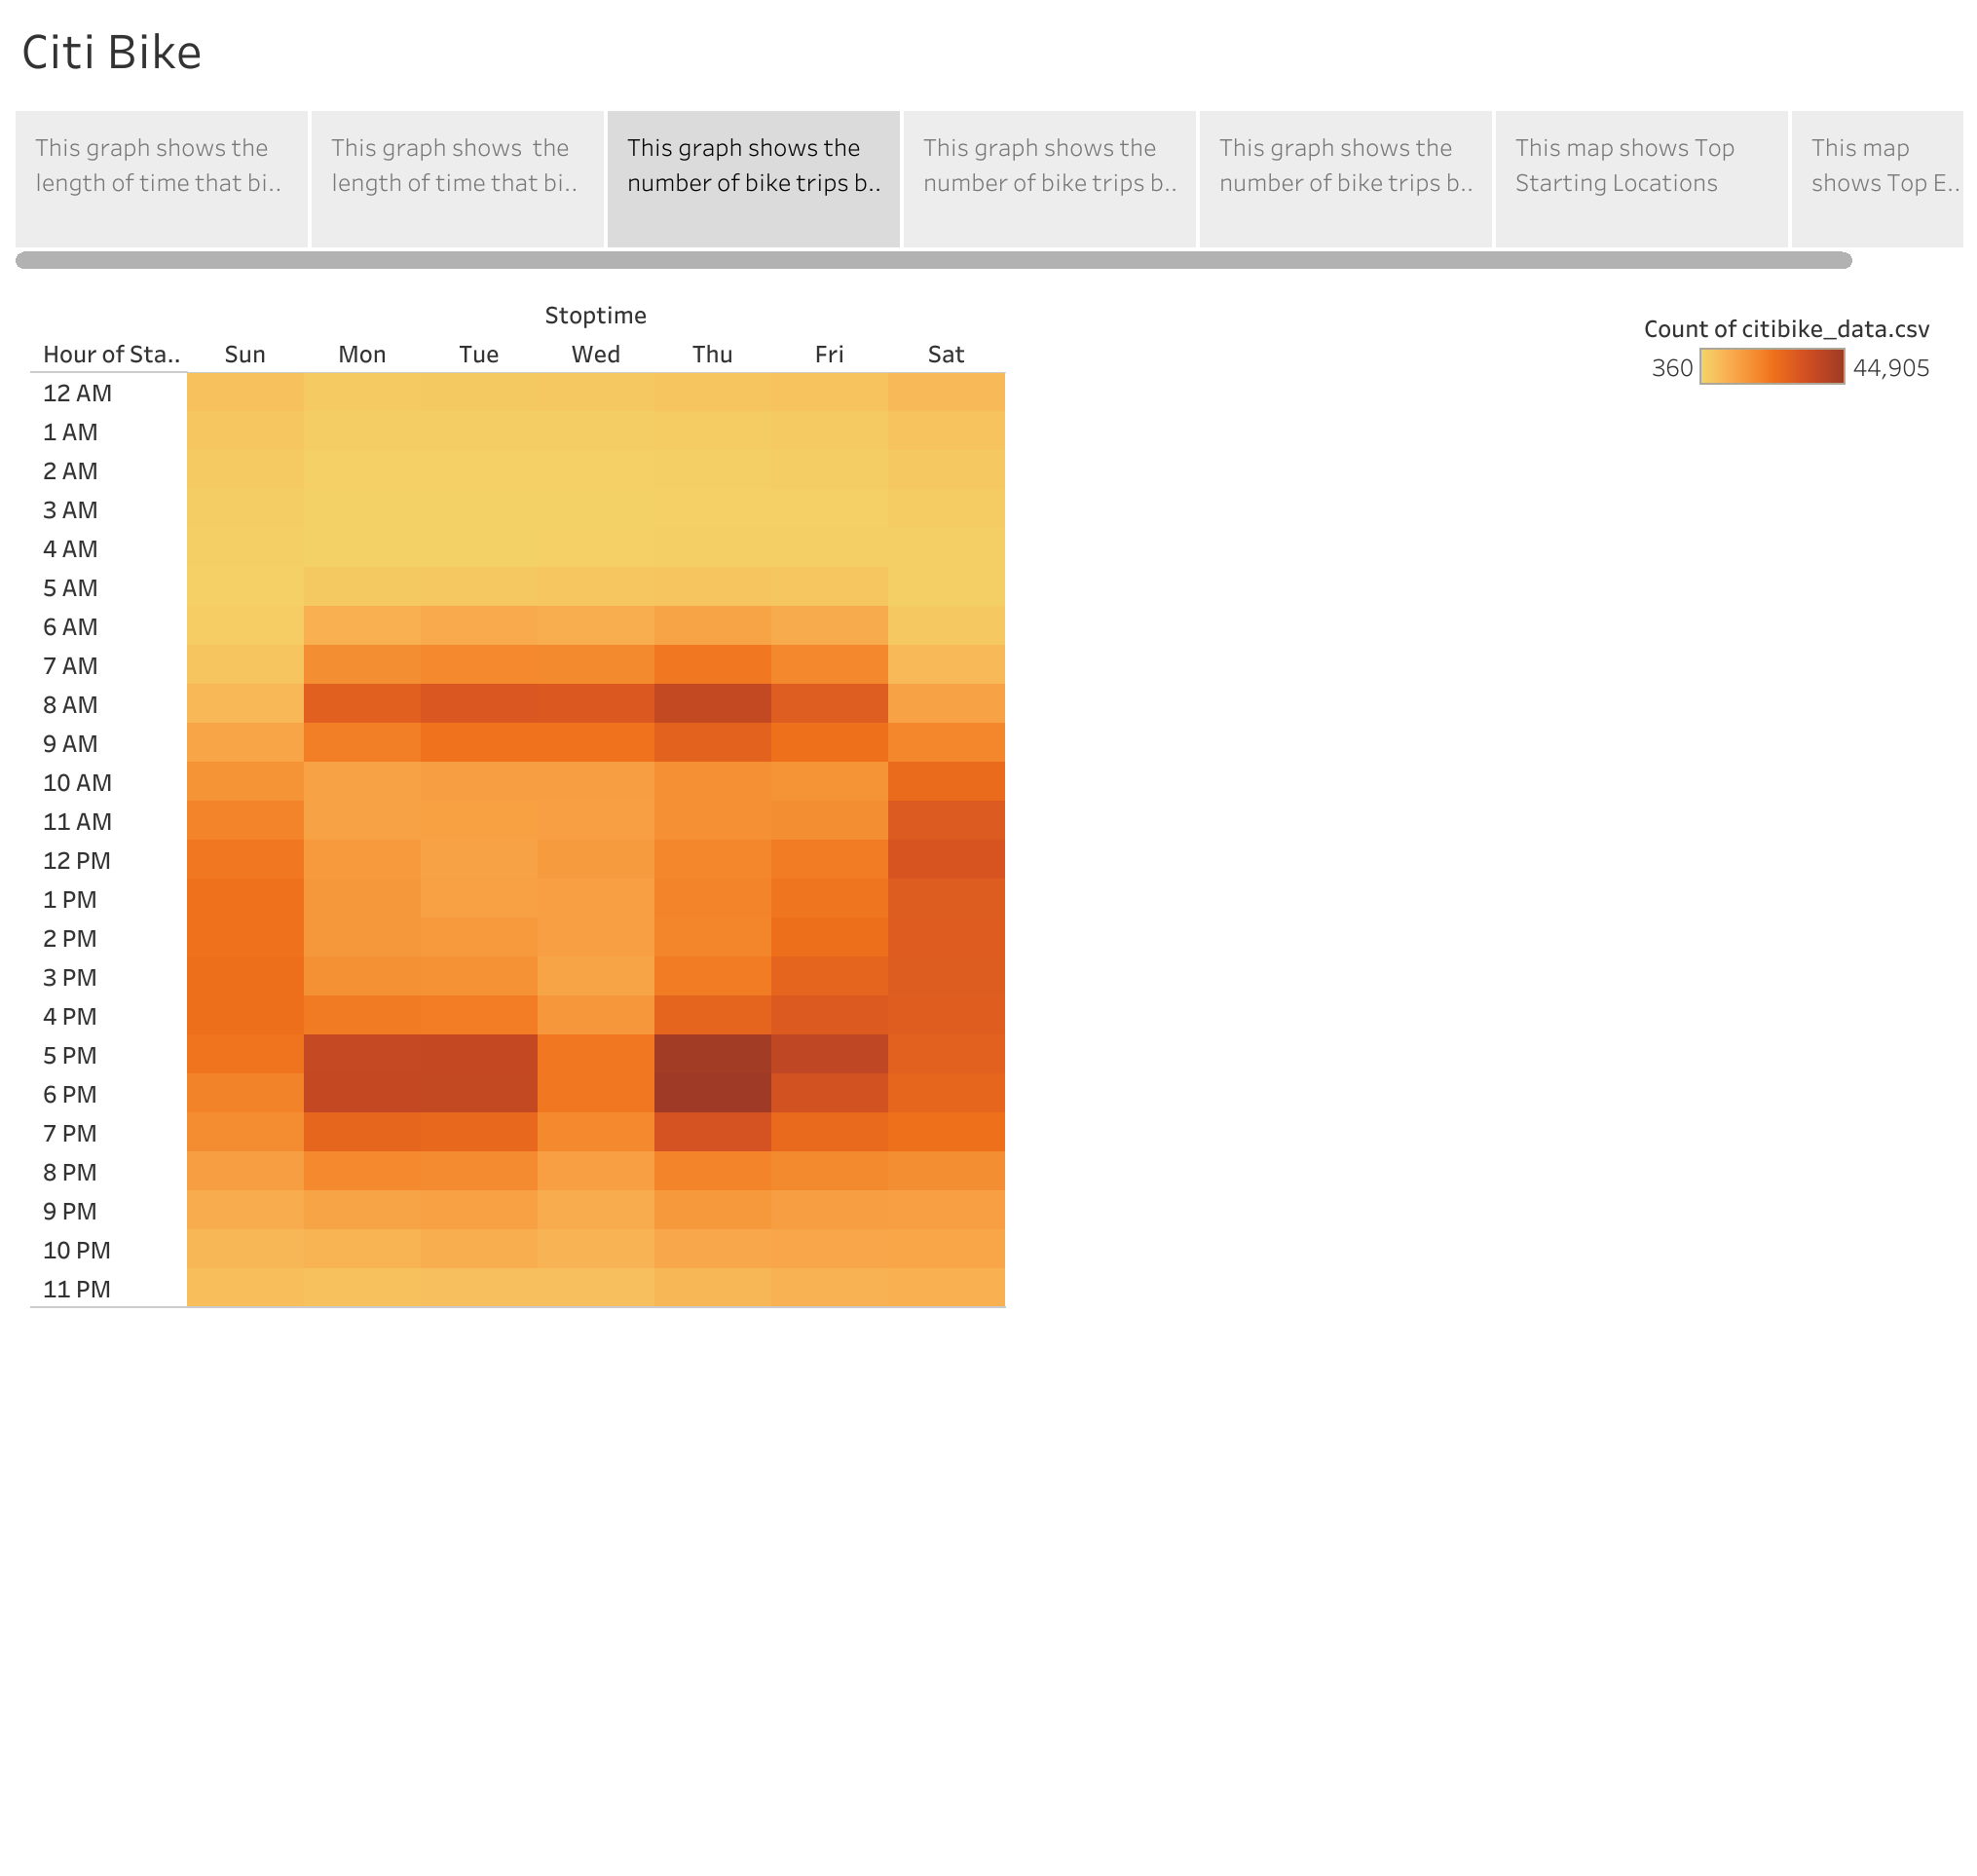 Citi Bike
This graph shows the
length of time that bi..
This graph shows  the
length of time that bi..
This graph shows the
number of bike trips b..
This graph shows the
number of bike trips b..
This graph shows the
number of bike trips b..
This map shows Top
Starting Locations
This map
shows Top E..
Stoptime
Hour of Sta.. Sun Mon Tue Wed Thu Fri Sat
Count of citibike_data.csv
360 44,905
12 AM
1 AM
2 AM
3 AM
4 AM
5 AM
6 AM
7 AM
8 AM
9 AM
10 AM
11 AM
12 PM
1 PM
2 PM
3 PM
4 PM
5 PM
6 PM
7 PM
8 PM
9 PM
10 PM
11 PM